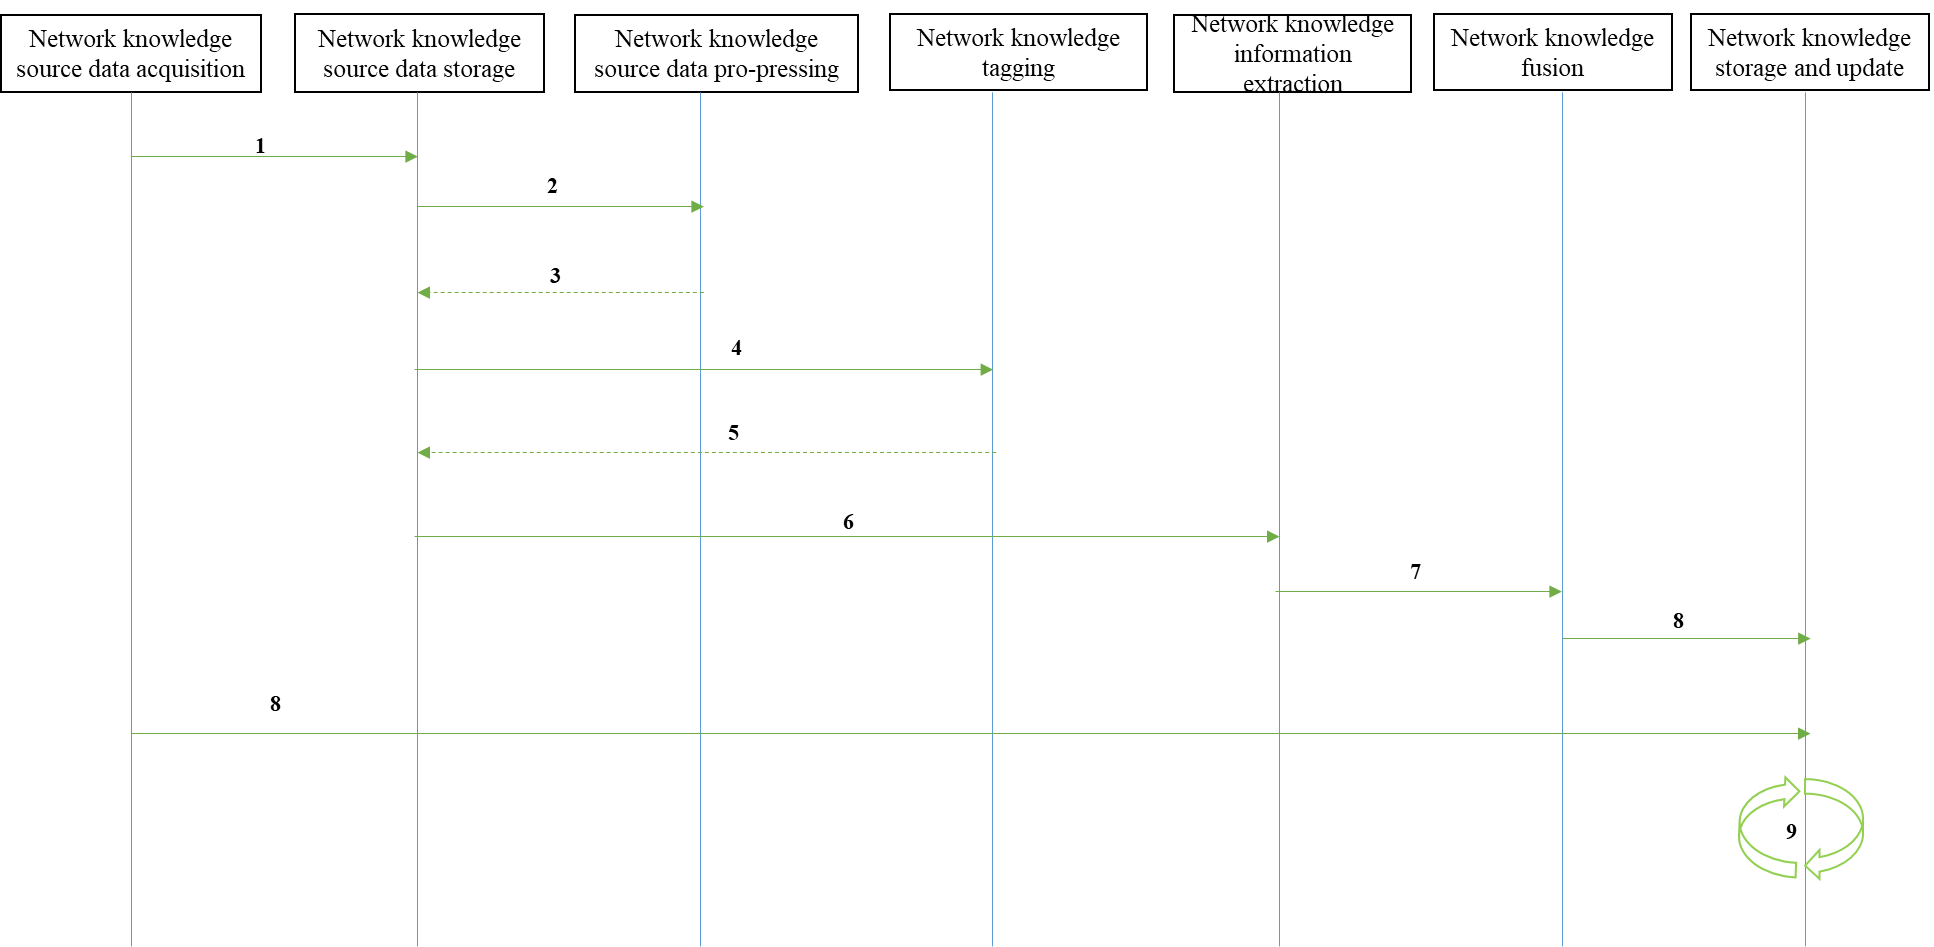 Network knowledge
source data acquisition
Network knowledge
source data storage
Network knowledge
source data pro-pressing
Network knowledge
tagging
Network knowledge
information
extraction
Network knowledge
fusion
Network knowledge
storage and update
1
2
3
4
5
6
7
8
8
9